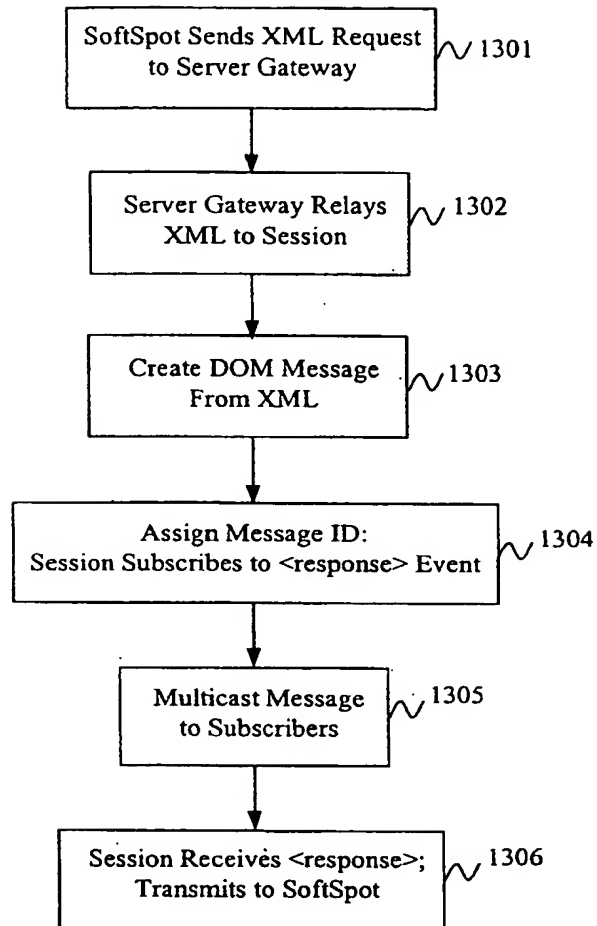 SoftSpot Sends XML Request
to Server Gateway
1301
Server Gateway Relays
XML to Session
1302
Create DOM Message
From XML
1303
Assign Message ID:
Session Subscribes to <response> Event
1304
Multicast Message
to Subscribers
1305
Session Receives <response>;
Transmits to SoftSpot
1306